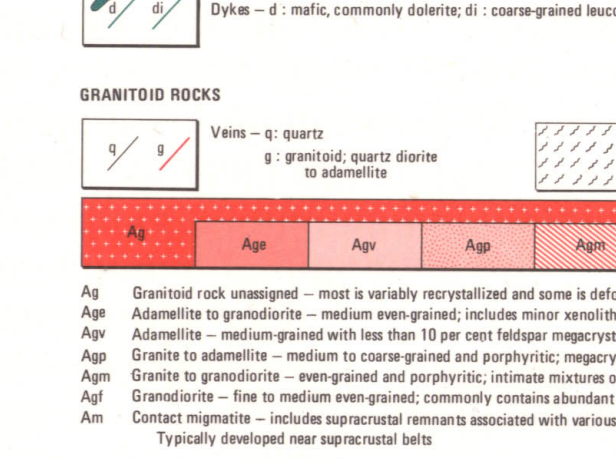 d di Dykes — d : mafic, commonly dolerite; di : coarse-grained leuco
GRANITOID ROCKS
q g Veins — q: quartz
g : granitoid; quartz diorite
to adamellite
Ag Age Agv Agp Agm
Ag Granitoid rock unassigned — most is variably recrystallized and some is defo
Age Adamellite to granodiorite — medium even-grained; includes minor xenolith
Agv Adamellite — medium-grained with less than 10 per cent feldspar megacryst
Agp Granite to adamellite — medium to coarse-grained and porphyritic; megacry
Agm Granite to granodiorite — even-grained and porphyritic; intimate mixtures o
Agf Granodiorite — fine to medium even-grained; commonly contains abundant
Am Contact migmatite — includes supracrustal remnants associated with various
Typically developed near supracrustal belts